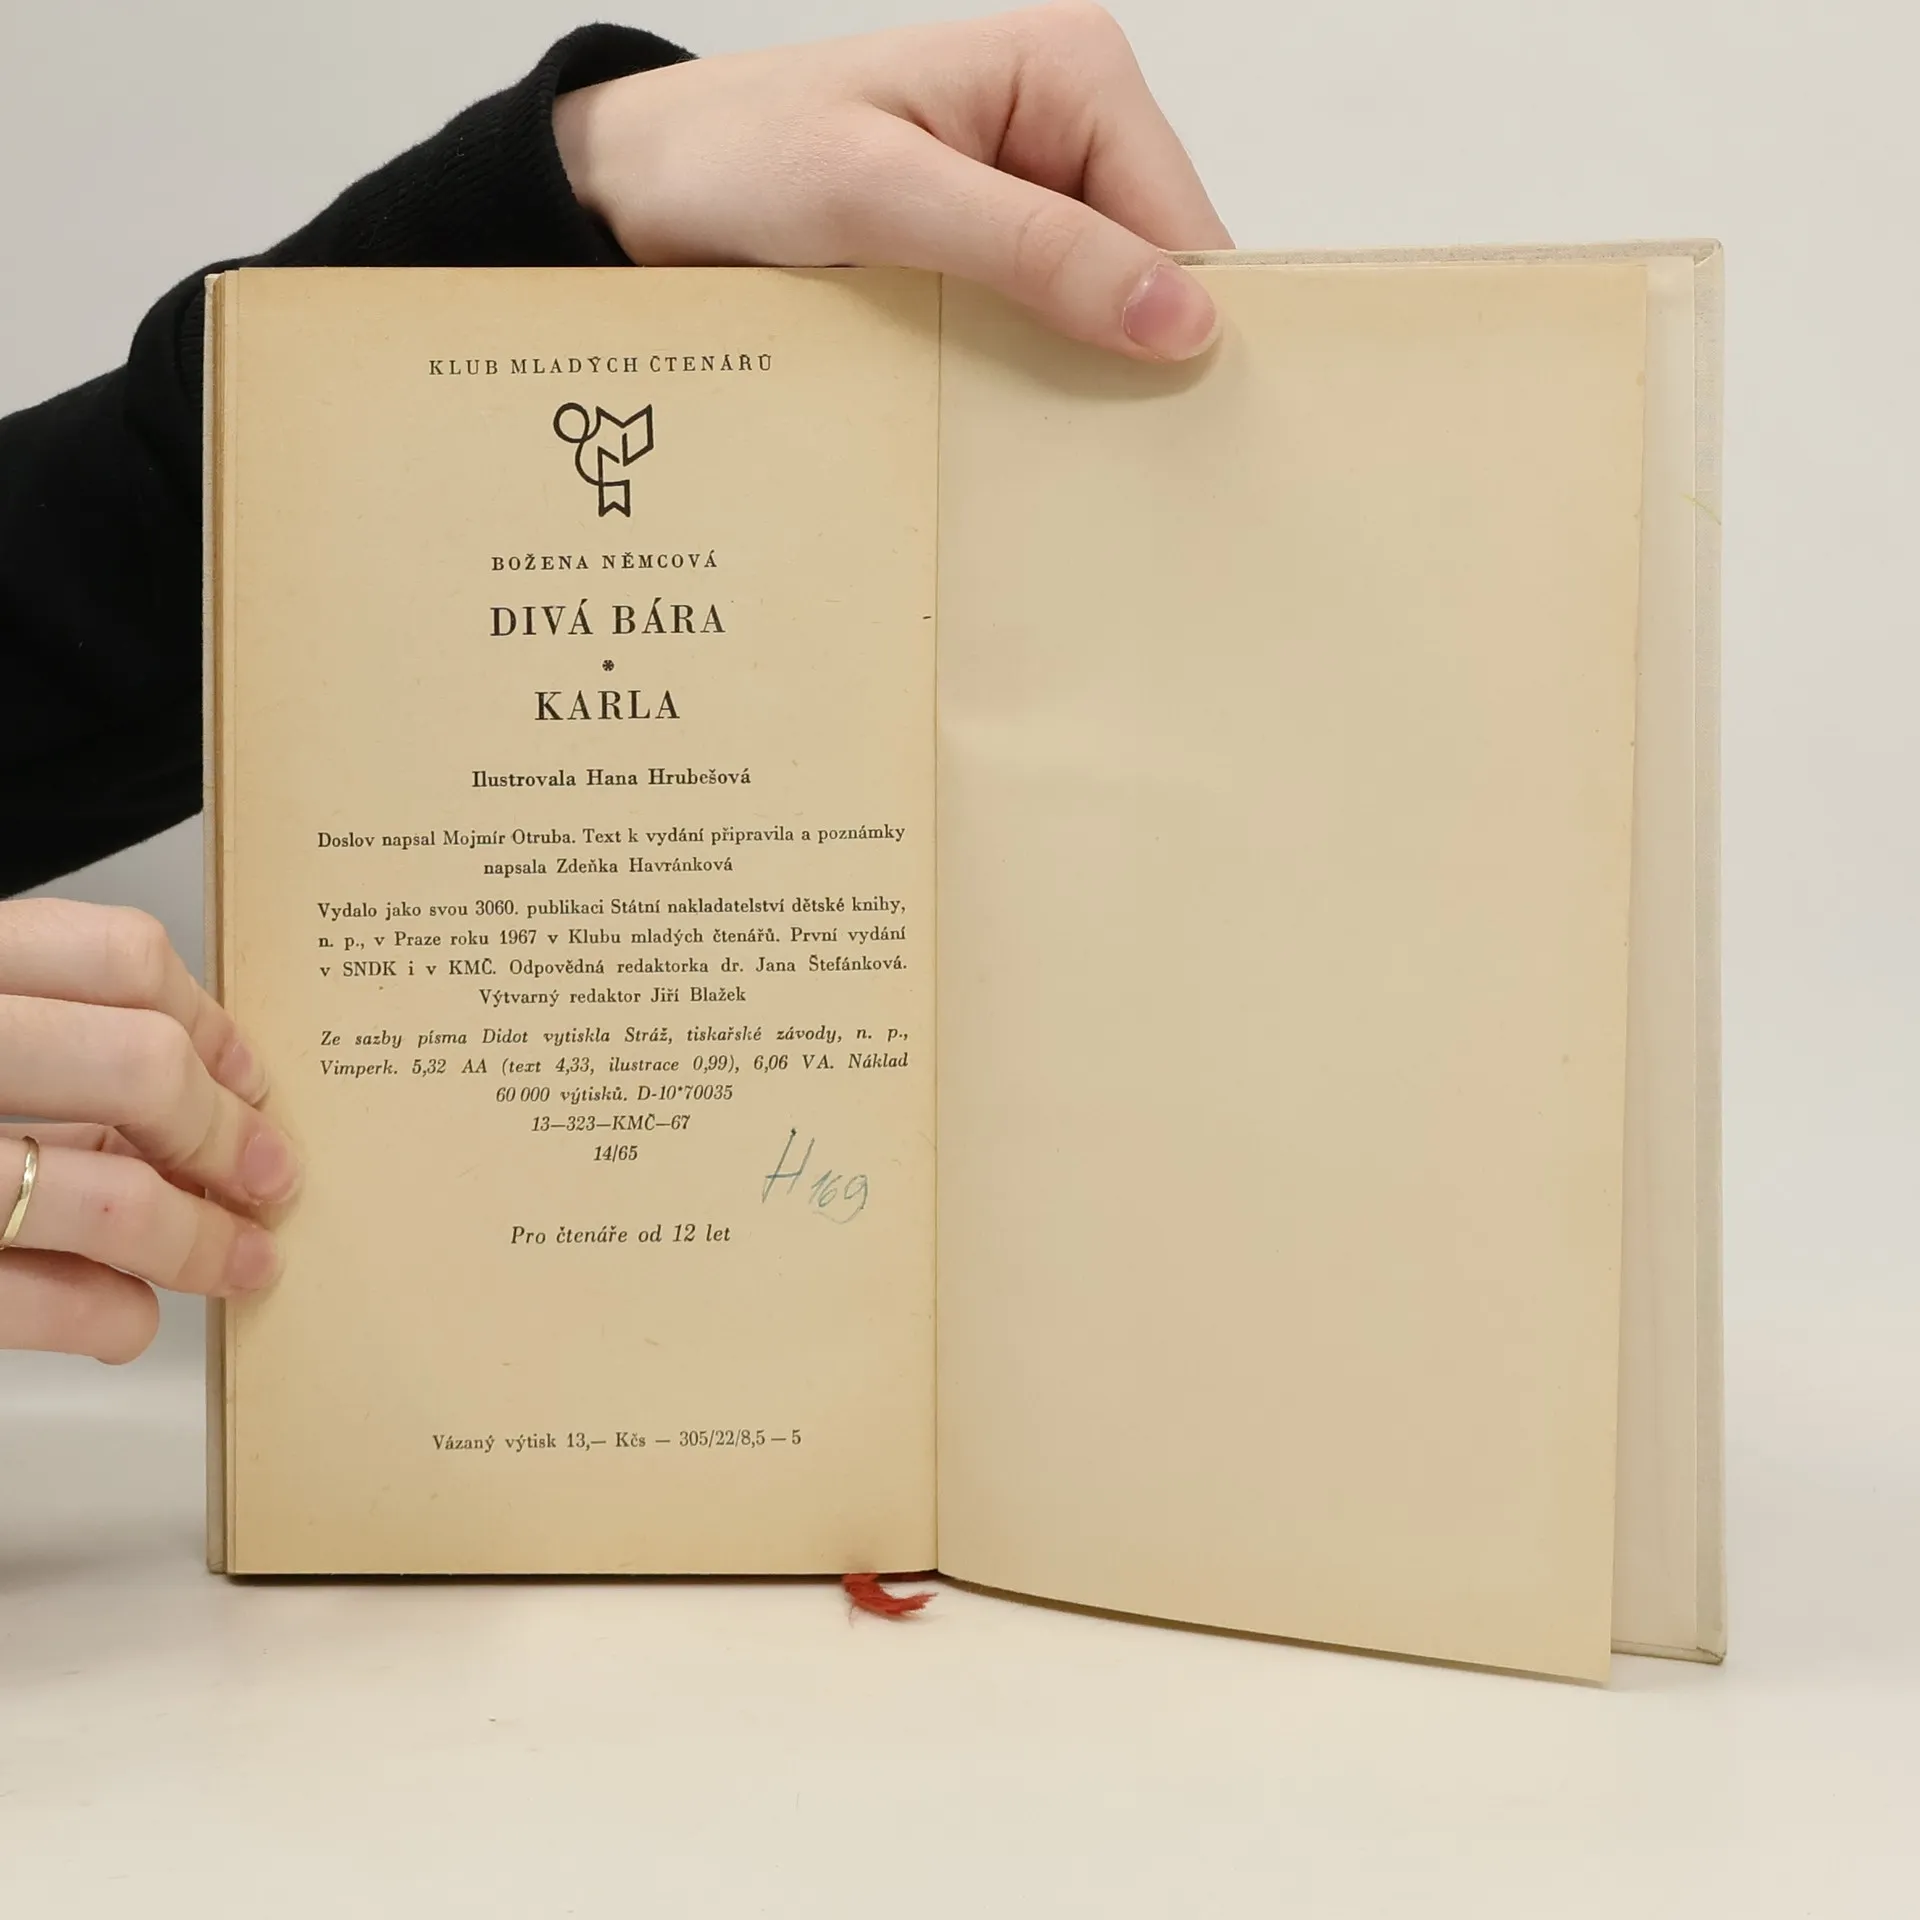 KLUB MLADÝCH ČTENÁŘŮ
BOŽENA NĚMCOVÁ
DIVÁ BÁRA
*
KARLA
Ilustrovala Hana Hrubešová
Doslov napsal Mojmír Otruba. Text k vydání připravila a poznámky
napsala Zdeňka Havránková
Vydalo jako svou 3060. publikaci Státní nakladatelství dětské knihy,
n. p., v Praze roku 1967 v Klubu mladých čtenářů. První vydání
v SNDK i v KMČ. Odpovědná redaktorka dr. Jana Štefánková.
Výtvarný redaktor Jiří Blažek
Ze sazby písma Didot vytiskla Stráž, tiskařské závody, n. p.,
Vimperk. 5,32 AA (text 4,33, ilustrace 0,99), 6,06 VA. Náklad
60 000 výtisků. D-10*70035
13—323—KMČ—67
14/65
H 169
Pro čtenáře od 12 let
Vázaný výtisk 13,— Kčs — 305/22/8,5 — 5